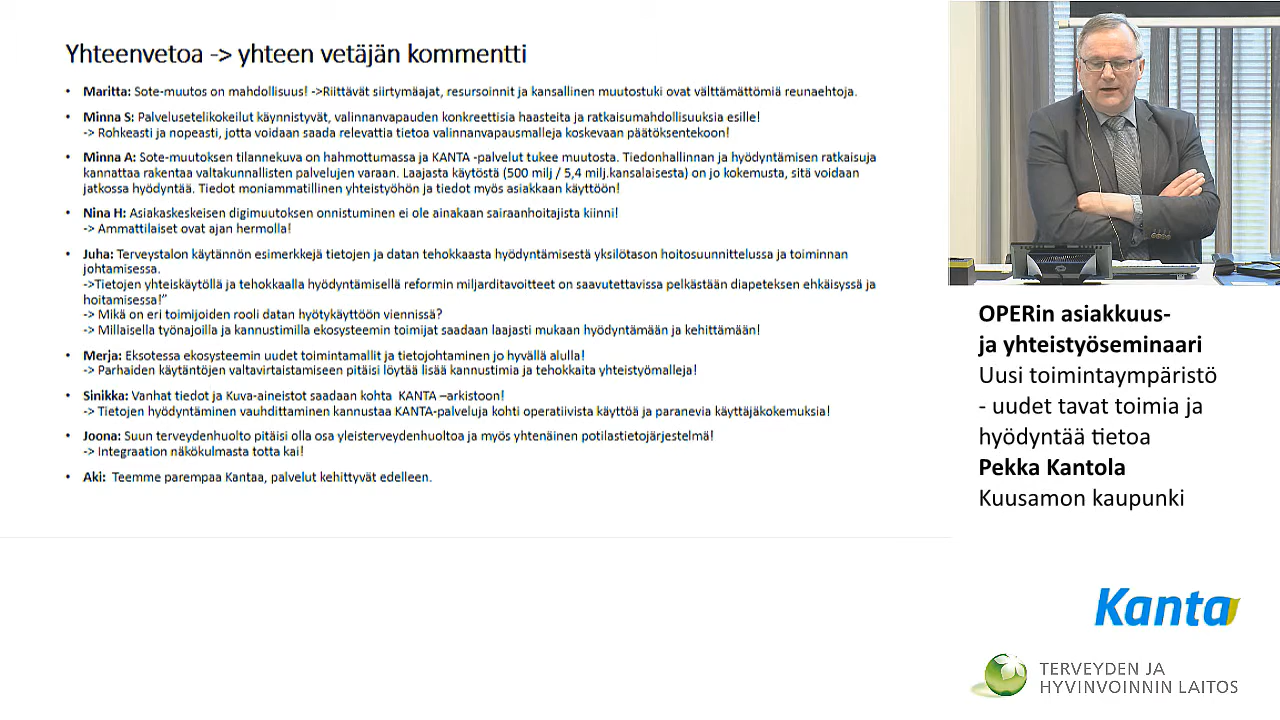 Yhteenvetoa -> yhteen vetäjän kommentti
• Maritta: Sote-muutos on mahdollisuus! ->Riittävät siirtymäajat, resursoinnit ja kansallinen muutostuki ovat välttämättömiä reunaehtoja.
• Minna S: Palvelusetelikokeilut käynnistyvät, valinnanvapauden konkreettisia haasteita ja ratkaisumahdollisuuksia esille!
-> Rohkeasti ja nopeasti, jotta voidaan saada relevattia tietoa valinnanvapausmalleja koskevaan päätöksentekoon!
• Minna A: Sote-muutoksen tilannekuva on hahmottumassa ja KANTA -palvelut tukee muutosta. Tiedonhallinnan ja hyödyntämisen ratkaisuja
kannattaa rakentaa valtakunnallisten palvelujen varaan. Laajasta käytöstä (500 milj / 5,4 milj.kansalaisesta) on jo kokemusta, sitä voidaan
jatkossa hyödyntää. Tiedot moniammatillinen yhteistyöhön ja tiedot myös asiakkaan käyttöön!
• Nina H: Asiakaskeskeisen digimuutoksen onnistuminen ei ole ainakaan sairaanhoitajista kiinni!
-> Ammattilaiset ovat ajan hermolla!
• Juha: Terveystalon käytännön esimerkkejä tietojen ja datan tehokkaasta hyödyntämisestä yksilötason hoitosuunnittelussa ja toiminnan
johtamisessa.
->Tietojen yhteiskäytöllä ja tehokkaalla hyödyntämisellä reformin miljarditavoitteet on saavutettavissa pelkästään diapeteksen ehkäisyssä ja
hoitamisessa!”
-> Mikä on eri toimijoiden rooli datan hyötykäyttöön viennissä?
-> Millaisella työnajoilla ja kannustimilla ekosysteemin toimijat saadaan laajasti mukaan hyödyntämään ja kehittämään!
• Merja: Eksotessa ekosysteemin uudet toimintamallit ja tietojohtaminen jo hyvällä alulla!
-> Parhaiden käytäntöjen valtavirtaistamiseen pitäisi löytää lisää kannustimia ja tehokkaita yhteistyömalleja!
• Sinikka: Vanhat tiedot ja Kuva-aineistot saadaan kohta KANTA –arkistoon!
-> Tietojen hyödyntäminen vauhdittaminen kannustaa KANTA-palveluja kohti operatiivista käyttöä ja paranevia käyttäjäkokemuksia!
• Joona: Suun terveydenhuolto pitäisi olla osa yleisterveydenhuoltoa ja myös yhtenäinen potilastietojärjestelmä!
-> Integraation näkökulmasta totta kai!
• Aki: Teemme parempaa Kantaa, palvelut kehittyvät edelleen.
OPERin asiakkuus-
ja yhteistyöseminaari
Uusi toimintaympäristö
- uudet tavat toimia ja
hyödyntää tietoa
Pekka Kantola
Kuusamon kaupunki
Kanta
TERVEYDEN JA
HYVINVOINNIN LAITOS